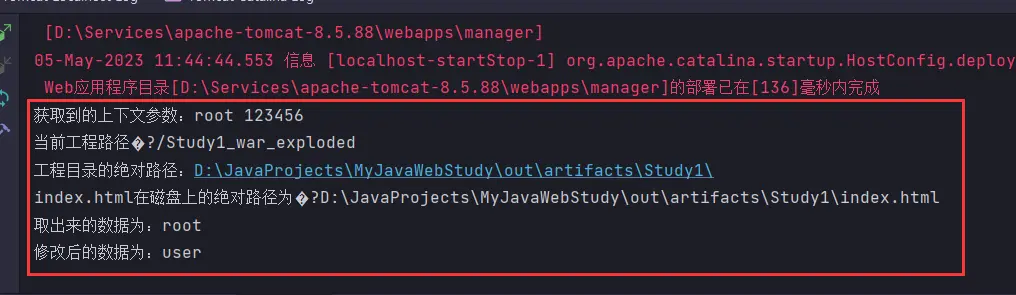 [D:\Services\apache-tomcat-8.5.88\webapps\manager]
05-May-2023 11:44:44.553 信息 [localhost-startStop-1] org.apache.catalina.startup.HostConfig.deploy
Web应用程序目录[D:\Services\apache-tomcat-8.5.88\webapps\manager]的部署已在[136]毫秒内完成
获取到的上下文参数：root 123456
当前工程路径�?/Study1_war_exploded
工程目录的绝对路径：D:\JavaProjects\MyJavaWebStudy\out\artifacts\Study1\
index.html在磁盘上的绝对路径为�?D:\JavaProjects\MyJavaWebStudy\out\artifacts\Study1\index.html
取出来的数据为：root
修改后的数据为：user